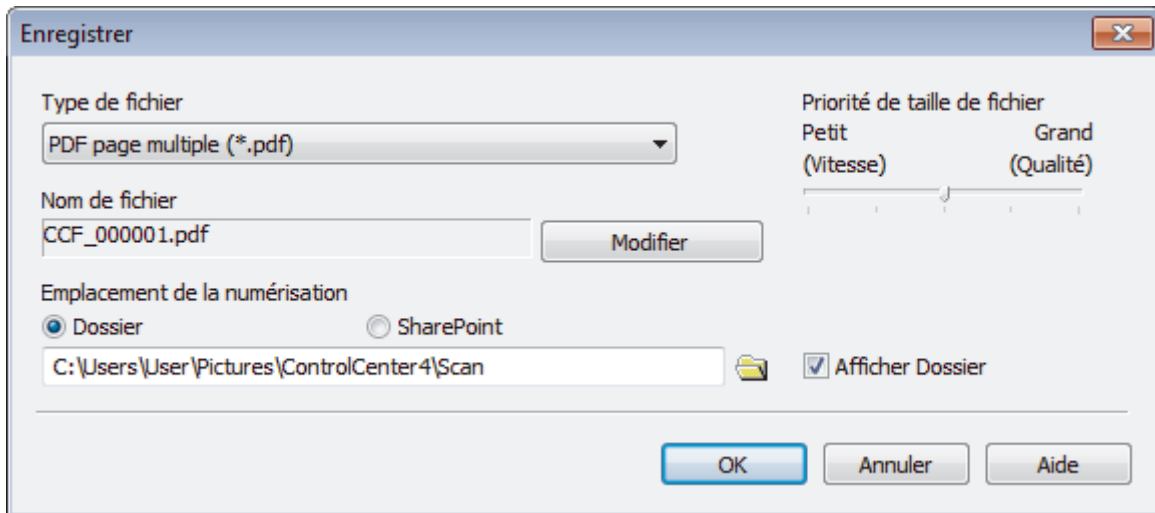 Enregistrer
Type de fichier
PDF page multiple (*.pdf)
Priorité de taille de fichier
Petit Grand
(Vitesse) (Qualité)
Nom de fichier
CCF_000001.pdf
Modifier
Emplacement de la numérisation
Dossier SharePoint
C:\Users\User\Pictures\ControlCenter4\Scan
Afficher Dossier
OK Annuler Aide